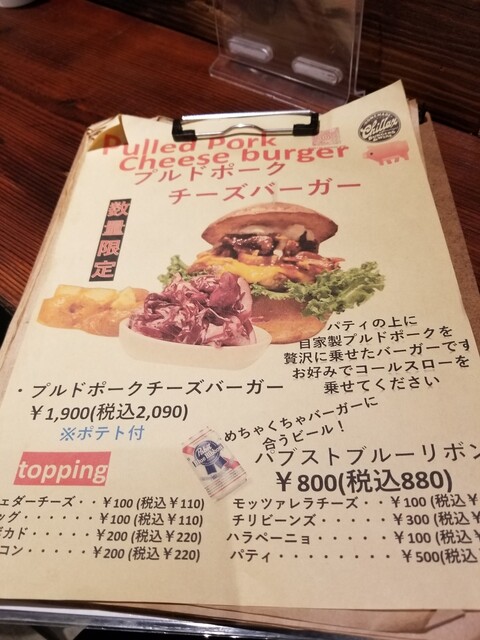 Pulled Pork
Cheese burger
プルドポーク
チーズバーガー
Chillax
数量限定
パティの上に
自家製プルドポークを
贅沢に乗せたバーガーです
お好みでコールスローを
乗せてください
・プルドポークチーズバーガー
￥1,900(税込2,090)
※ポテト付
めちゃくちゃバーガーに
合うビール！
パブストブルーリボン
￥800(税込880)
topping
ェダーチーズ・・￥100 (税込￥110)
ッグ・・・・・・￥100 (税込￥110)
ボカド・・・・・￥200 (税込￥220)
コン・・・・・￥200 (税込￥220)
モッツァレラチーズ・・￥100 (税込￥
チリビーンズ・・・・￥300 (税込￥
ハラペーニョ・・・・￥100 (税込￥
パティ・・・・・・・・￥500(税込￥